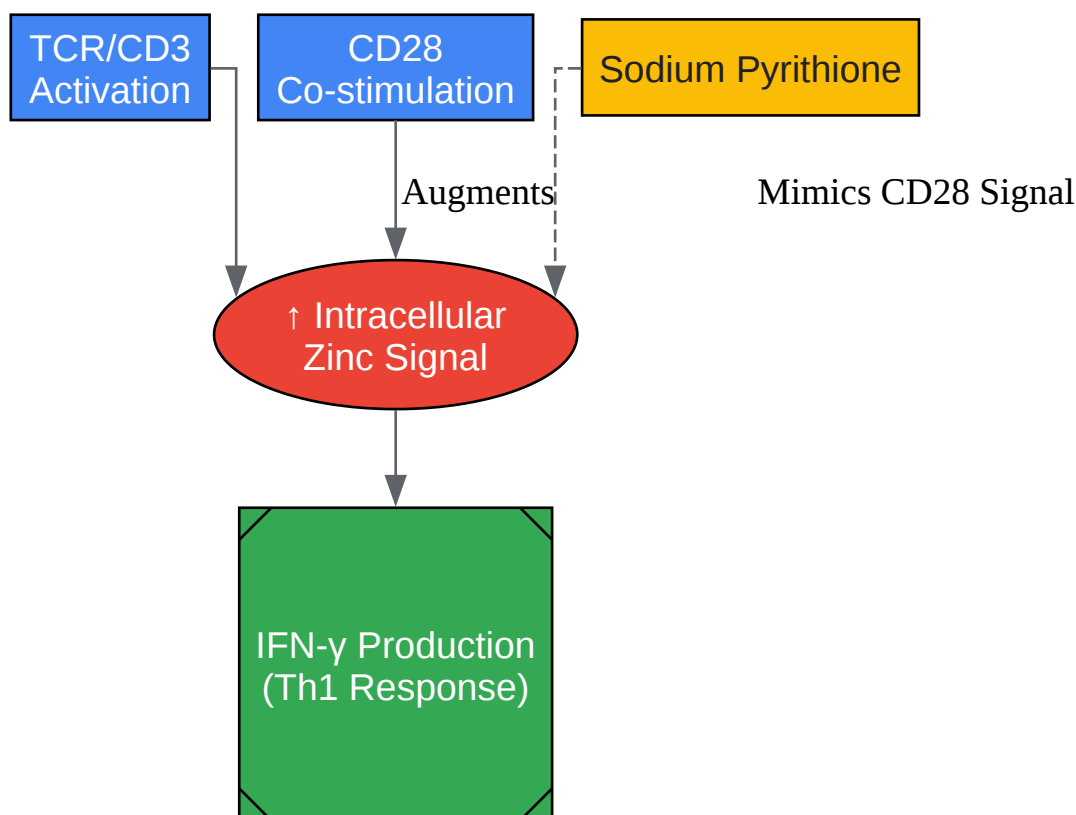 TCR/CD3
Activation
CD28
Co-stimulation
Sodium Pyrithione
Augments
Mimics CD28 Signal
↑ Intracellular
Zinc Signal
IFN-γ Production
(Th1 Response)